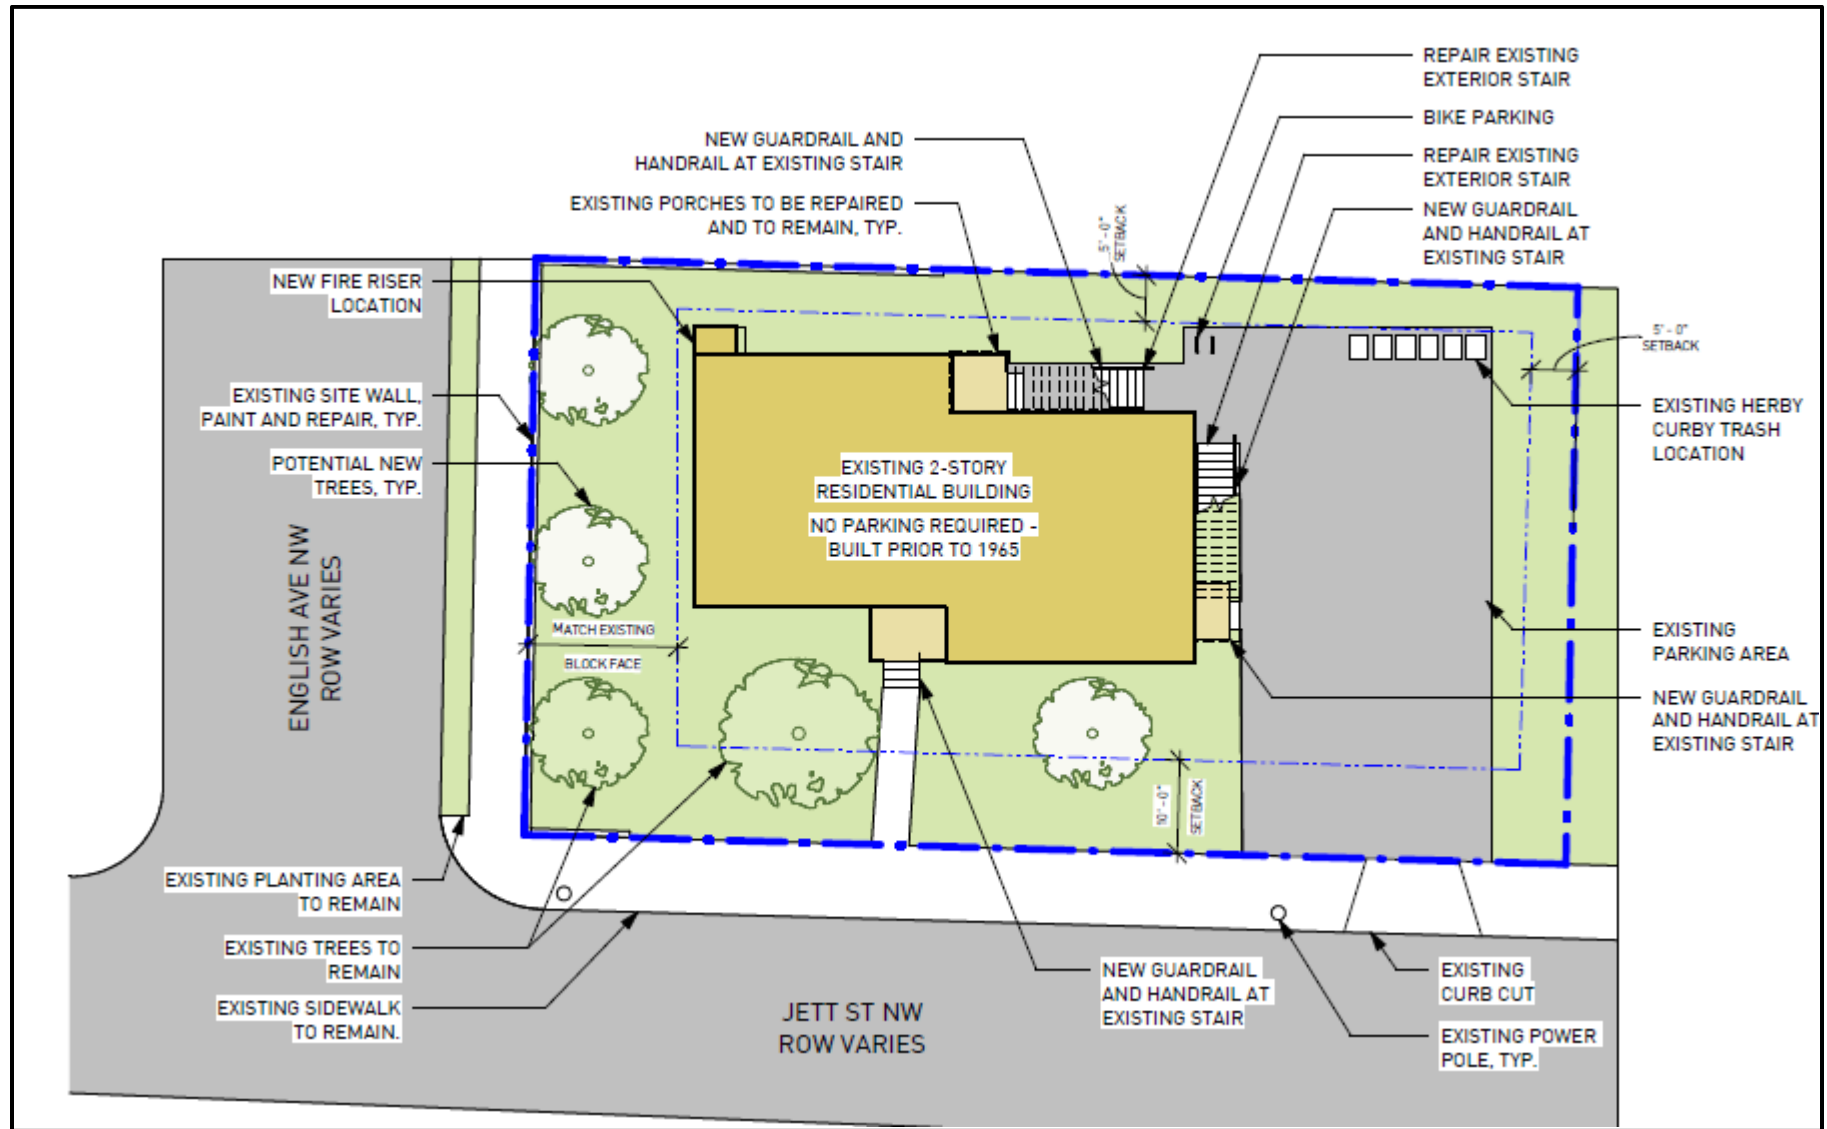 REPAIR EXISTING
EXTERIOR STAIR
BIKE PARKING
REPAIR EXISTING
EXTERIOR STAIR
NEW GUARDRAIL
AND HANDRAIL AT
EXISTING STAIR
NEW GUARDRAIL AND
HANDRAIL AT EXISTING STAIR
EXISTING PORCHES TO BE REPAIRED
AND TO REMAIN, TYP.
5'-0"
SETBACK
NEW FIRE RISER
LOCATION
5'-0"
SETBACK
EXISTING SITE WALL,
PAINT AND REPAIR, TYP.
EXISTING HERBY
CURBY TRASH
LOCATION
POTENTIAL NEW
TREES, TYP.
EXISTING 2-STORY
RESIDENTIAL BUILDING
NO PARKING REQUIRED -
BUILT PRIOR TO 1965
ENGLISH AVE NW
ROW VARIES
MATCH EXISTING
BLOCK FACE
EXISTING
PARKING AREA
NEW GUARDRAIL
AND HANDRAIL AT
EXISTING STAIR
10'-0"
SETBACK
EXISTING PLANTING AREA
TO REMAIN
EXISTING TREES TO
REMAIN
EXISTING SIDEWALK
TO REMAIN.
JETT ST NW
ROW VARIES
NEW GUARDRAIL
AND HANDRAIL AT
EXISTING STAIR
EXISTING
CURB CUT
EXISTING POWER
POLE, TYP.